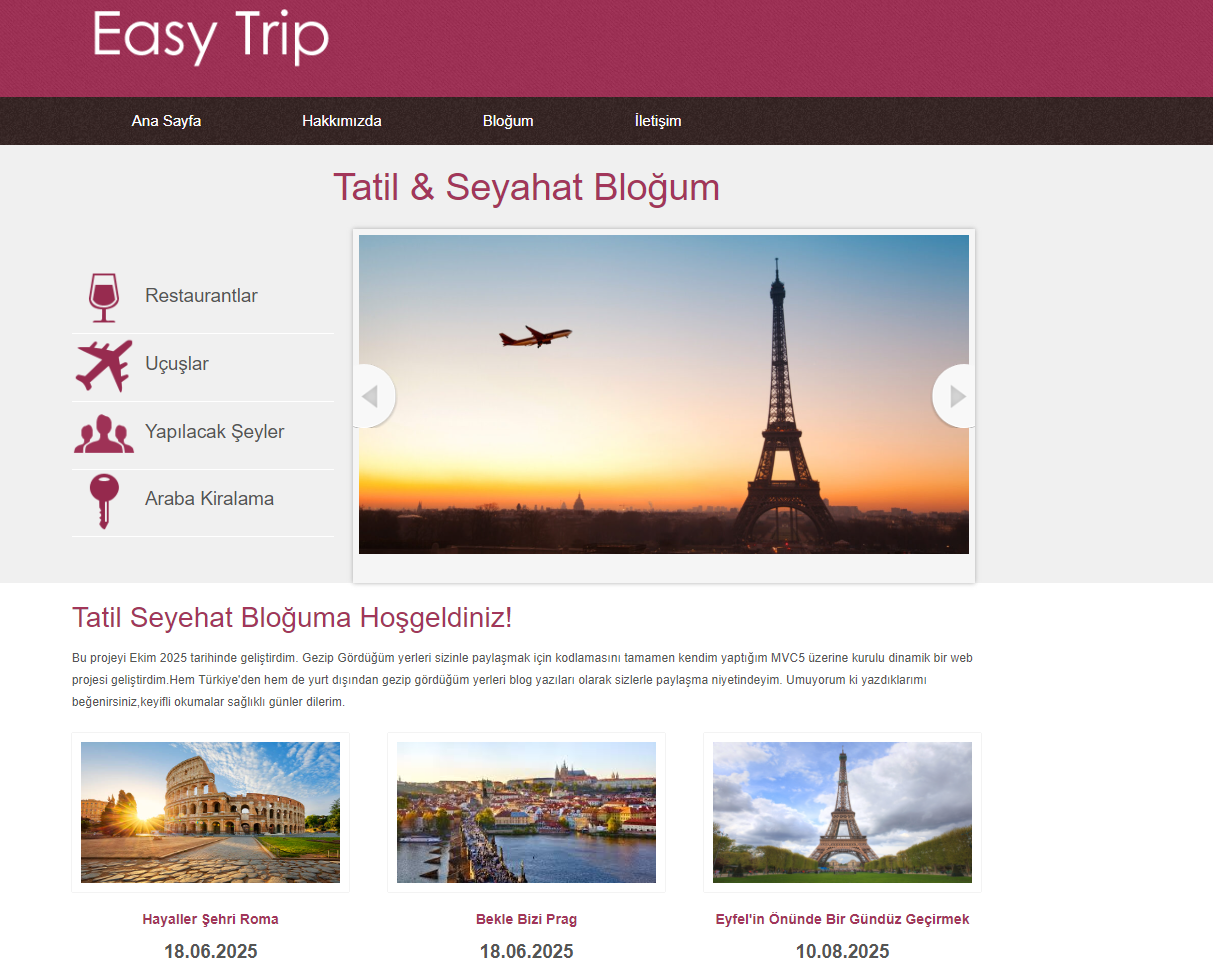 Easy Trip
Ana Sayfa Hakkımızda Bloğum İletişim
Tatil & Seyahat Bloğum
Restaurantlar
Uçuşlar
Yapılacak Şeyler
Araba Kiralama
Tatil Seyehat Bloğuma Hoşgeldiniz!
Bu projeyi Ekim 2025 tarihinde geliştirdim. Gezip Gördüğüm yerleri sizinle paylaşmak için kodlamasını tamamen kendim yaptığım MVC5 üzerine kurulu dinamik bir web
projesi geliştirdim.Hem Türkiye'den hem de yurt dışından gezip gördüğüm yerleri blog yazıları olarak sizlerle paylaşma niyetindeyim. Umuyorum ki yazdıklarımı
beğenirsiniz,keyifli okumalar sağlıklı günler dilerim.
Hayaller Şehri Roma Bekle Bizi Prag Eyfel'in Önünde Bir Gündüz Geçirmek
18.06.2025 18.06.2025 10.08.2025